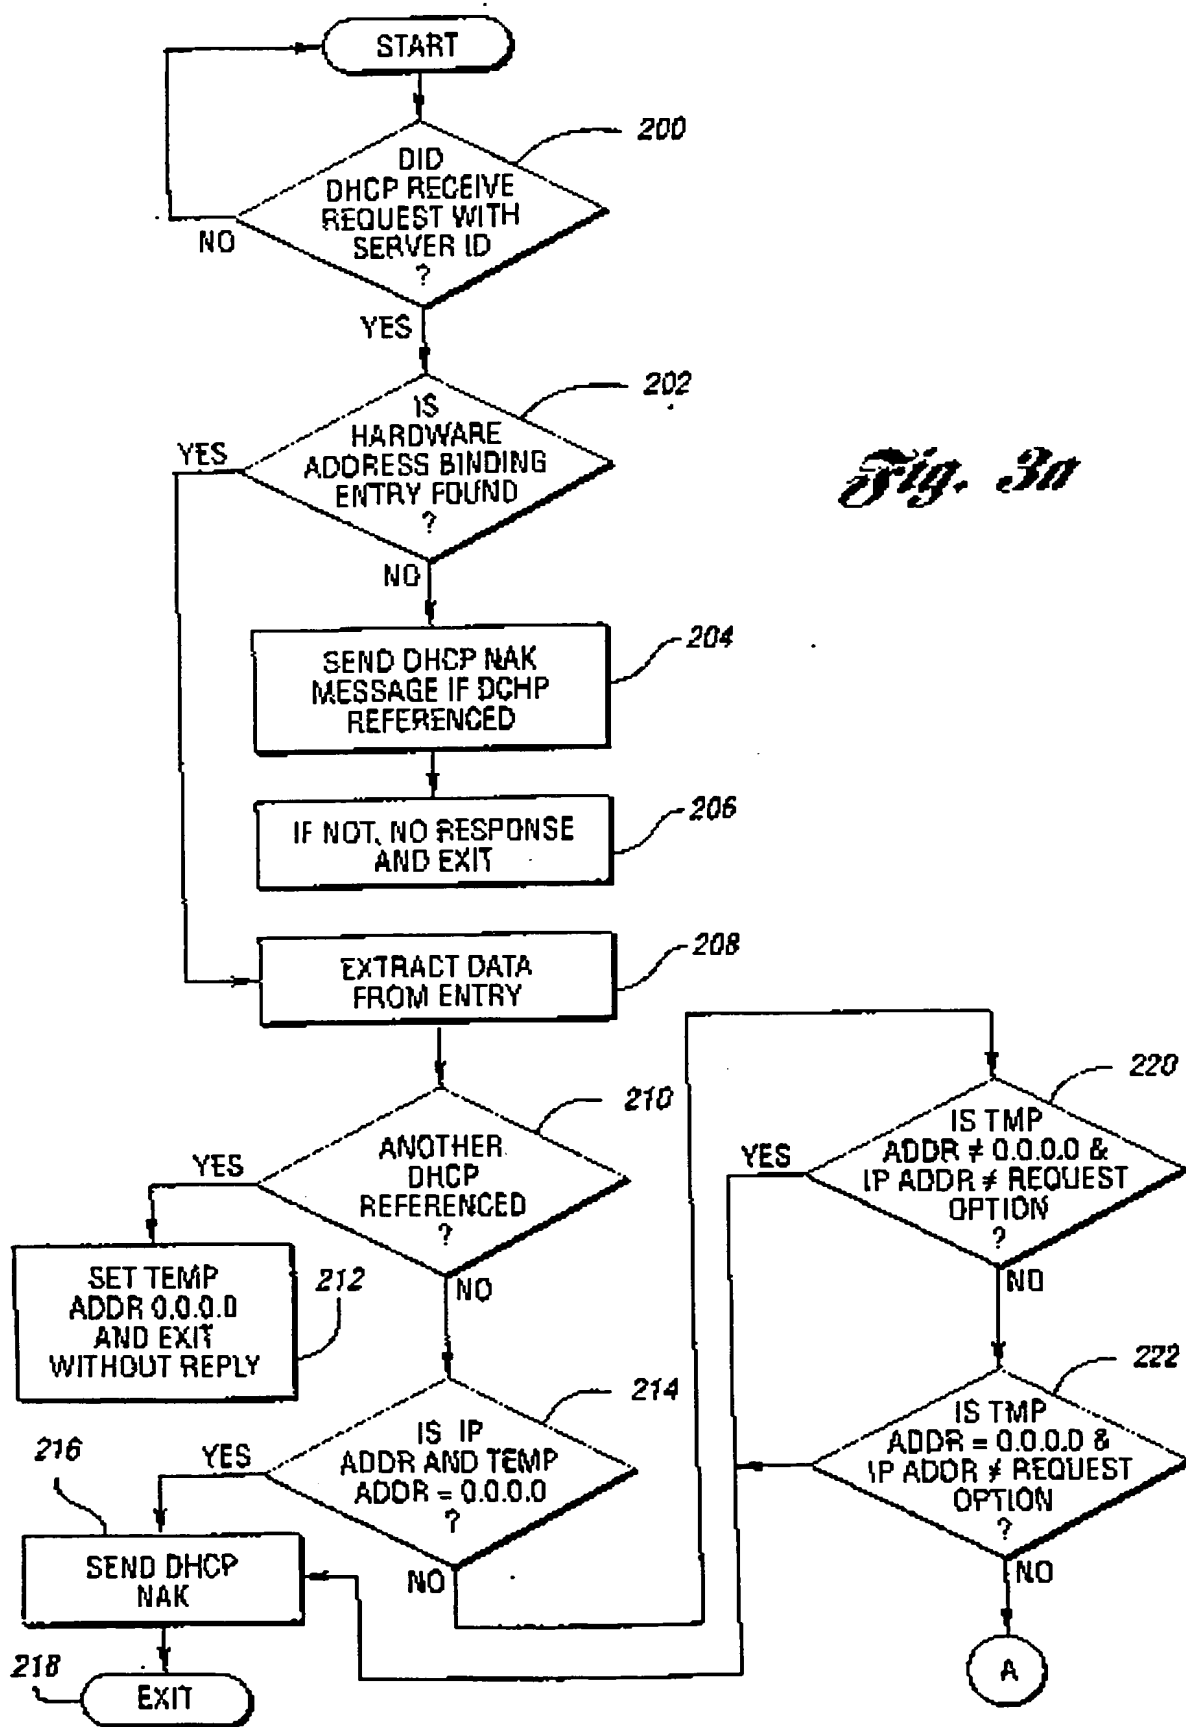 START
200
DID
DHCP RECEIVE
REQUEST WITH
SERVER ID
?
NO
YES
202
IS
HARDWARE
ADDRESS BINDING
ENTRY FOUND
?
YES
NO
Fig. 3a
204
SEND DHCP NAK
MESSAGE IF DCHP
REFERENCED
206
IF NOT, NO RESPONSE
AND EXIT
208
EXTRACT DATA
FROM ENTRY
210
ANOTHER
DHCP
REFERENCED
?
YES
NO
212
SET TEMP
ADDR 0.0.0.0
AND EXIT
WITHOUT REPLY
214
IS IP
ADDR AND TEMP
ADDR = 0.0.0.0
?
YES
NO
216
SEND DHCP
NAK
218
EXIT
220
IS TMP
ADDR ≠ 0.0.0.0 &
IP ADDR ≠ REQUEST
OPTION
?
YES
NO
222
IS TMP
ADDR = 0.0.0.0 &
IP ADDR ≠ REQUEST
OPTION
?
NO
A